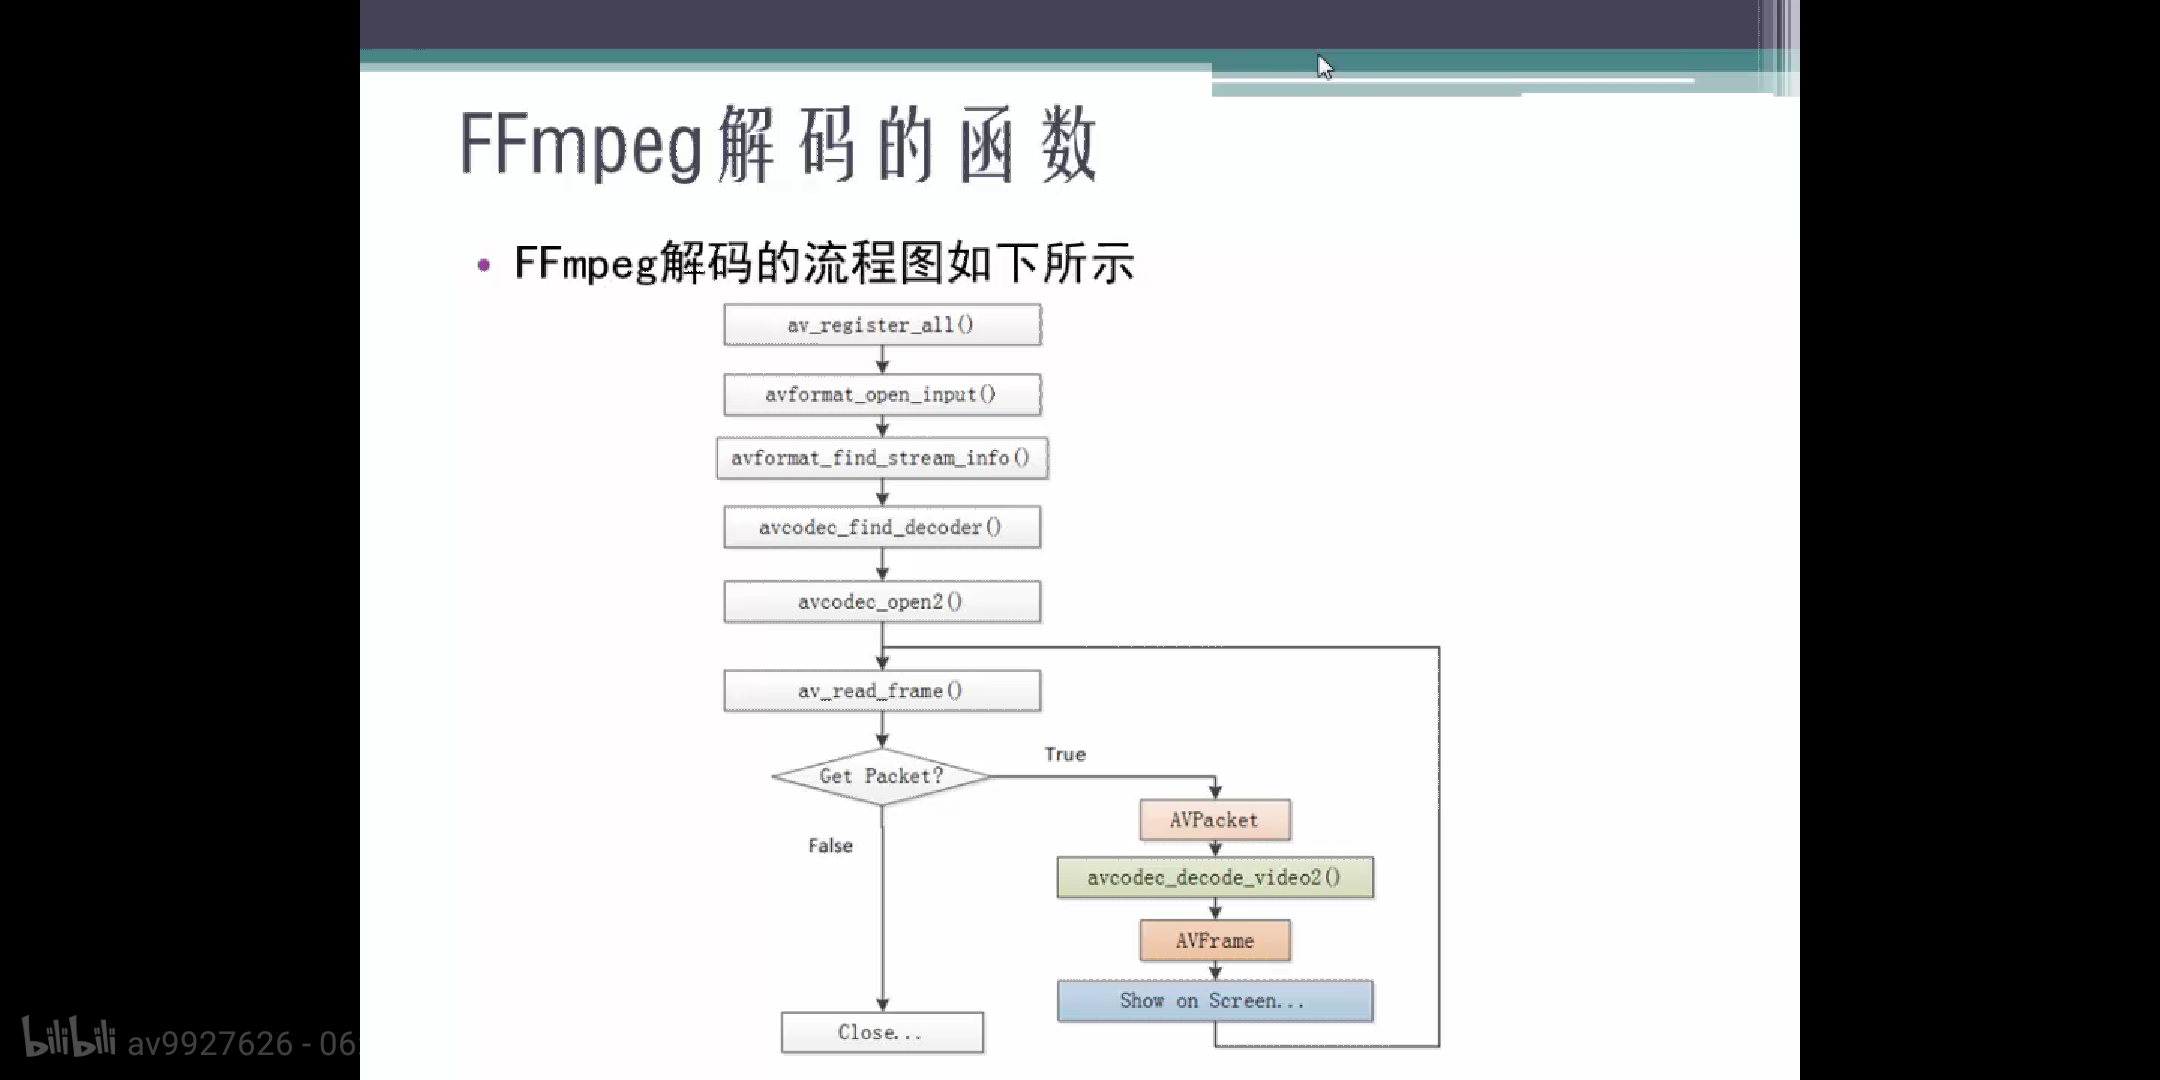 FFmpeg解码的函数
• FFmpeg解码的流程图如下所示
av_register_all()
avformat_open_input()
avformat_find_stream_info()
avcodec_find_decoder()
avcodec_open2()
av_read_frame()
Get Packet?
True
AVPacket
False
avcodec_decode_video2()
AVFrame
Show on Screen...
Close...
bilibili av9927626 - 06